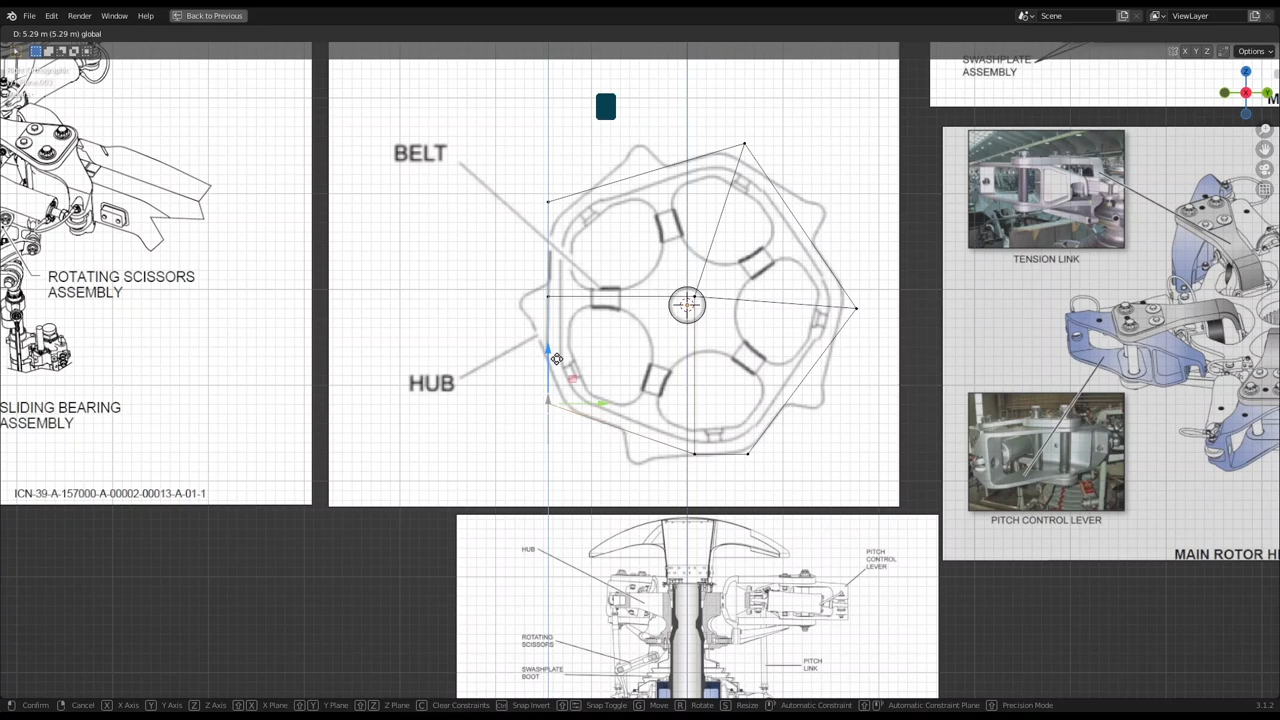 File Edit Render Window Help Back to Previous Scene ViewLayer
D: 5.29 m (5.29 m) global
X Y Z Options
Right Orthographic
SWASHPLATE
ASSEMBLY
Z
X
Y
BELT
TENSION LINK
ROTATING SCISSORS
ASSEMBLY
HUB
SLIDING BEARING
ASSEMBLY
ICN-39-A-157000-A-00002-00013-A-01-1
PITCH CONTROL LEVER
MAIN ROTOR H
HUB
PITCH
CONTROL
LEVER
ROTATING
SCISSORS
SWASHPLATE
BOOT
PITCH
LINK
Confirm Cancel X X Axis Y Y Axis Z Z Axis X X Plane Y Y Plane Z Z Plane C Clear Constraints Ctrl Snap Invert Snap Toggle G Move R Rotate S Resize Automatic Constraint Automatic Constraint Plane Precision Mode 3.1.2